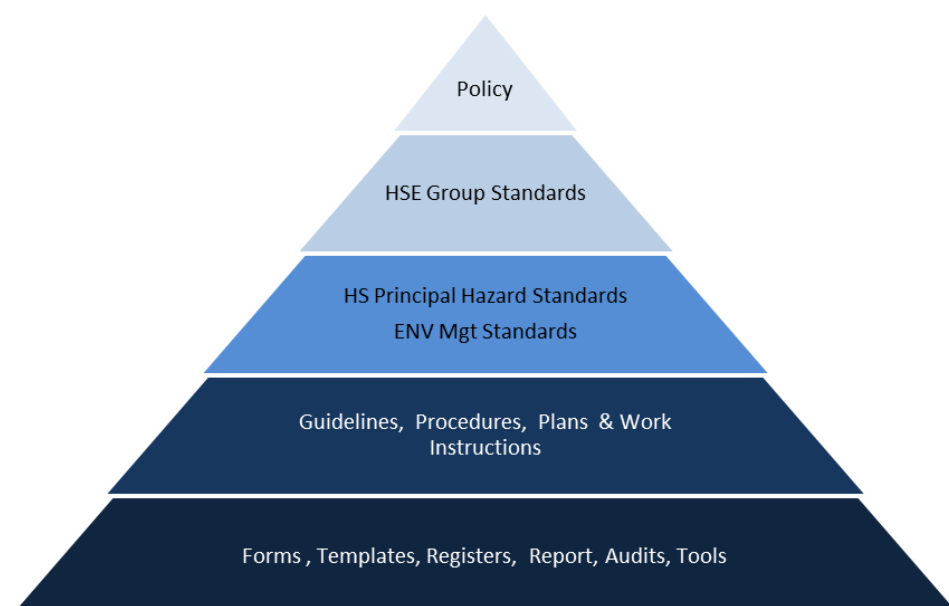 Policy
HSE Group Standards
HS Principal Hazard Standards
ENV Mgt Standards
Guidelines, Procedures, Plans & Work
Instructions
Forms , Templates, Registers, Report, Audits, Tools